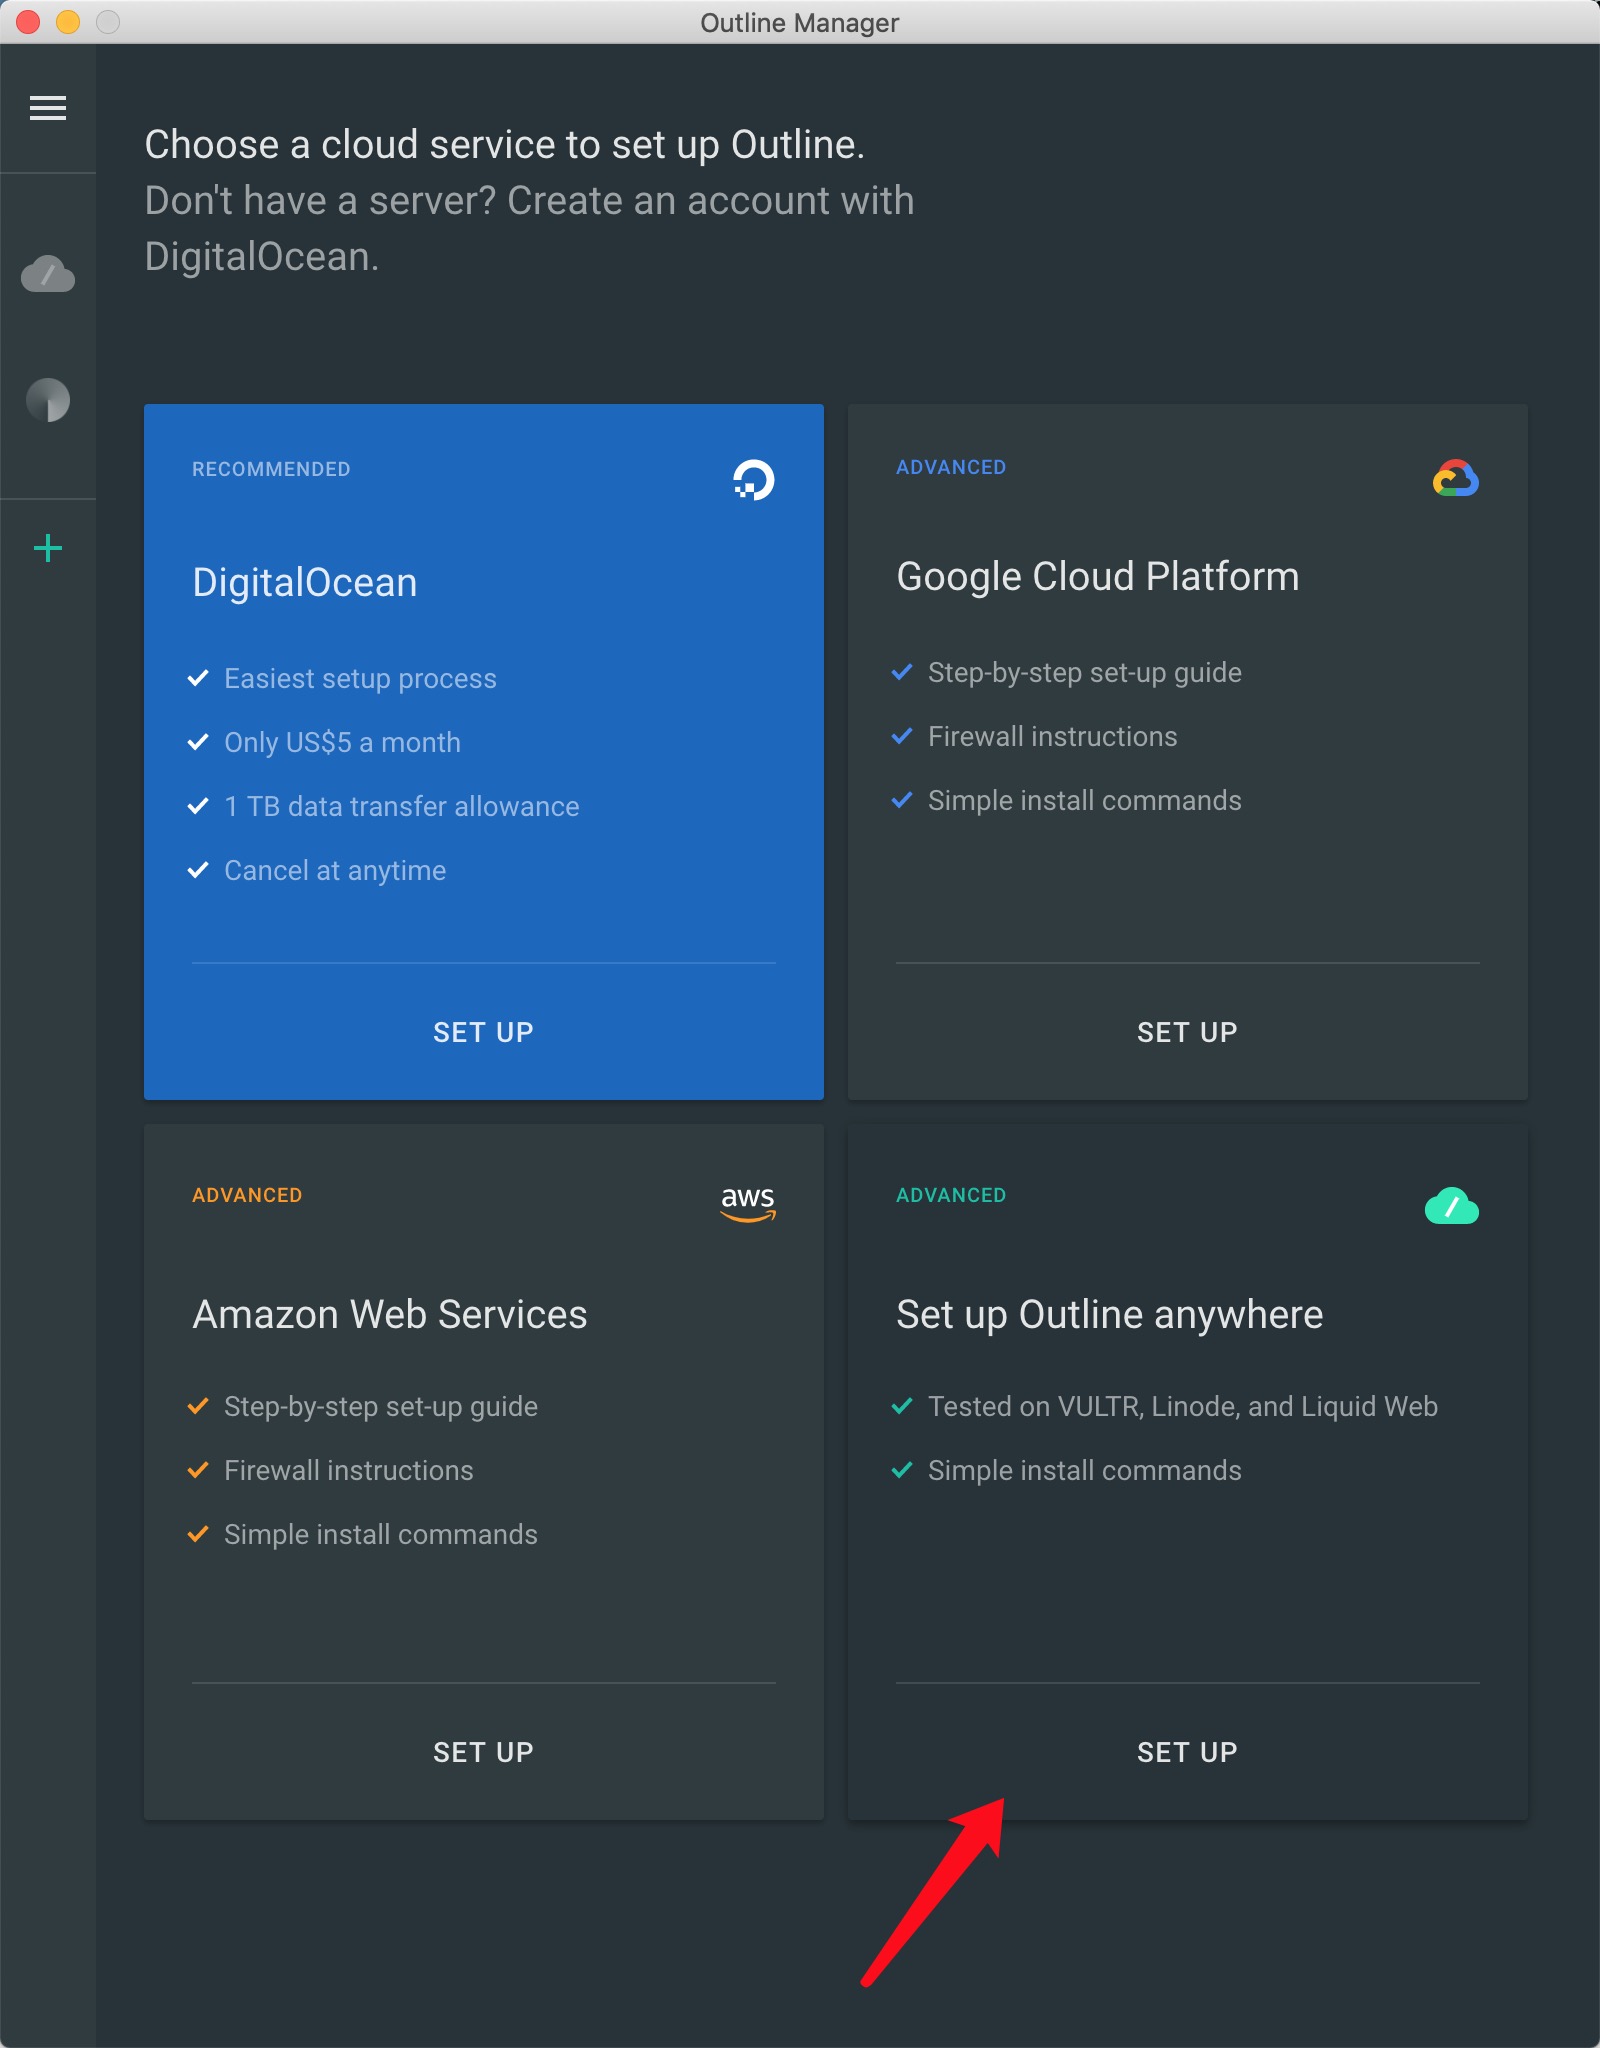 Outline Manager
Choose a cloud service to set up Outline.
Don't have a server? Create an account with
DigitalOcean.
RECOMMENDED
DigitalOcean
Easiest setup process
Only US$5 a month
1 TB data transfer allowance
Cancel at anytime
SET UP
ADVANCED
Google Cloud Platform
Step-by-step set-up guide
Firewall instructions
Simple install commands
SET UP
ADVANCED
aws
Amazon Web Services
Step-by-step set-up guide
Firewall instructions
Simple install commands
SET UP
ADVANCED
Set up Outline anywhere
Tested on VULTR, Linode, and Liquid Web
Simple install commands
SET UP